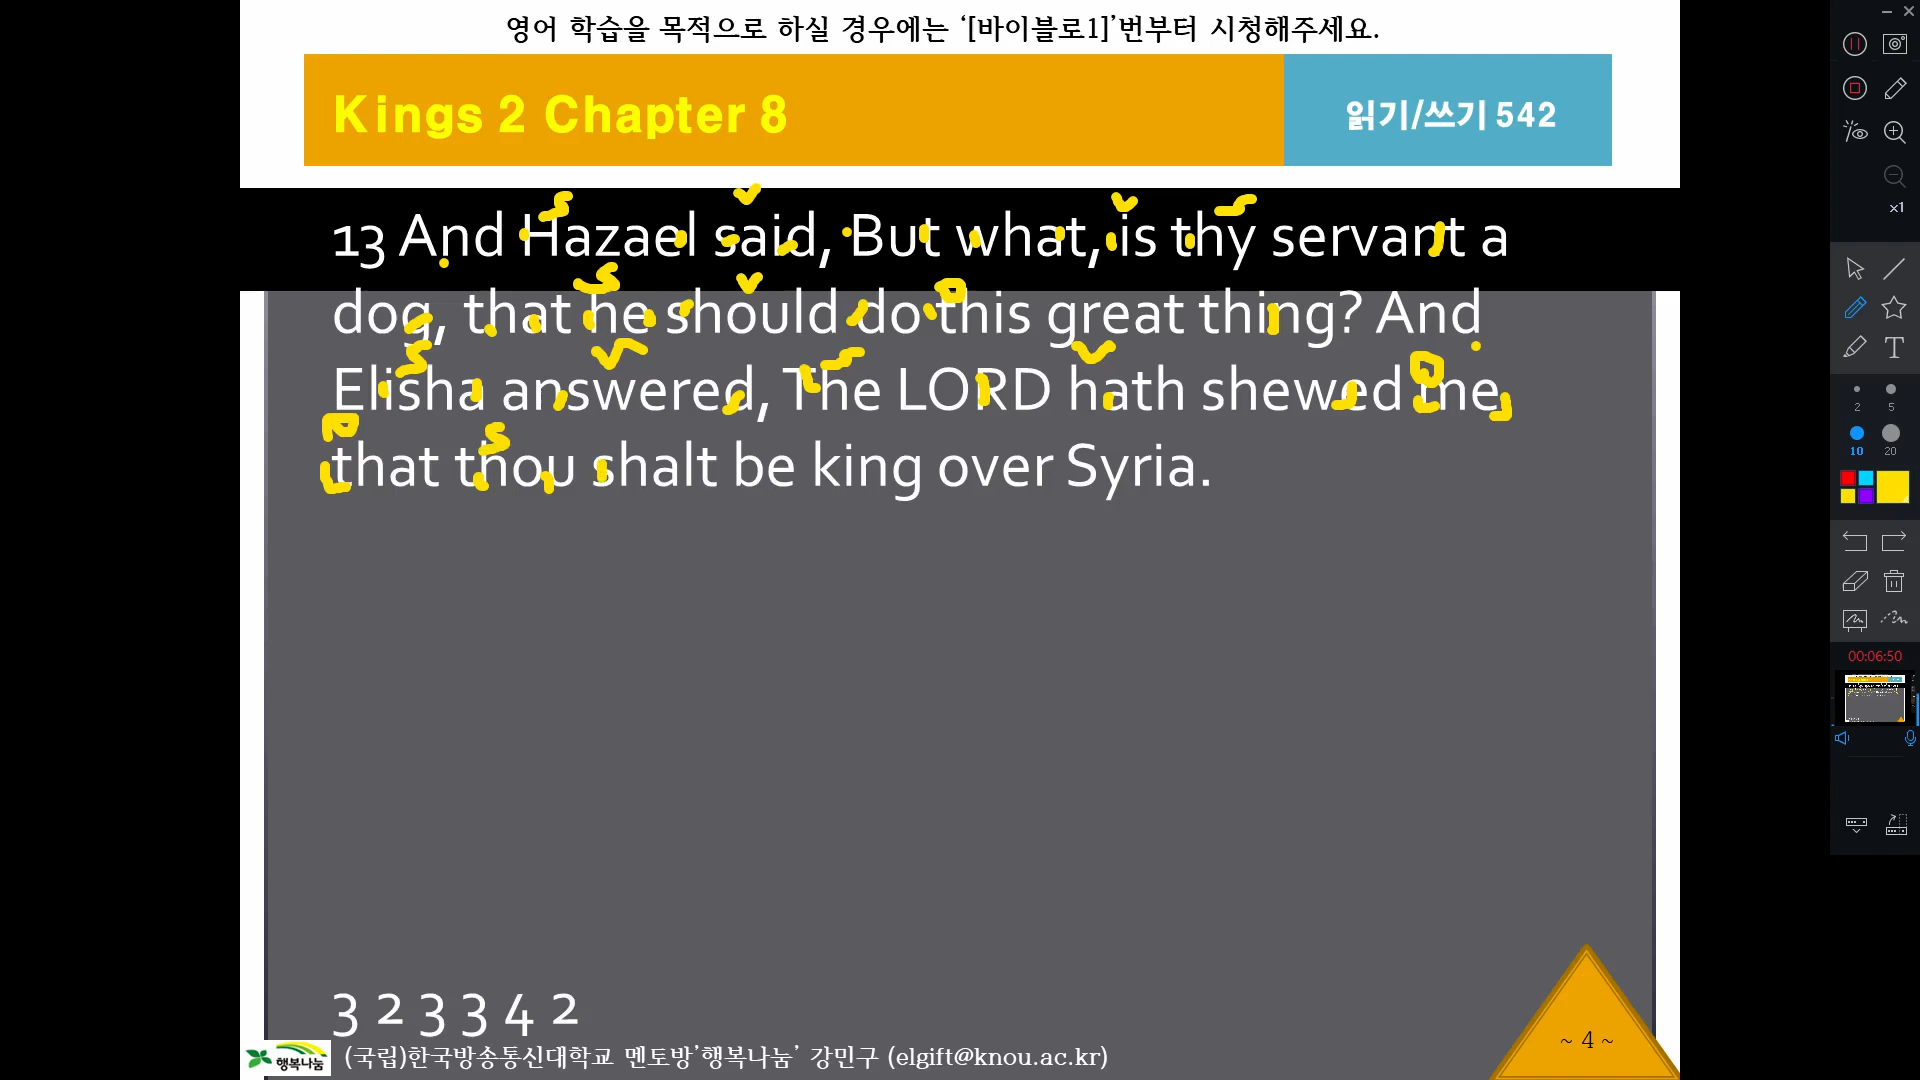 영어 학습을 목적으로 하실 경우에는 ‘[바이블로1]’번부터 시청해주세요.
Kings 2 Chapter 8
읽기/쓰기 542
13 And Hazael said, But what, is thy servant a
dog, that he should do this great thing? And
Elisha answered, The LORD hath shewed me
that thou shalt be king over Syria.
3 2 3 3 4 2
행복나눔
(국립)한국방송통신대학교 멘토방’행복나눔’ 강민구 (elgift@knou.ac.kr)
~ 4 ~
x1
T
2 5
10 20
00:06:50